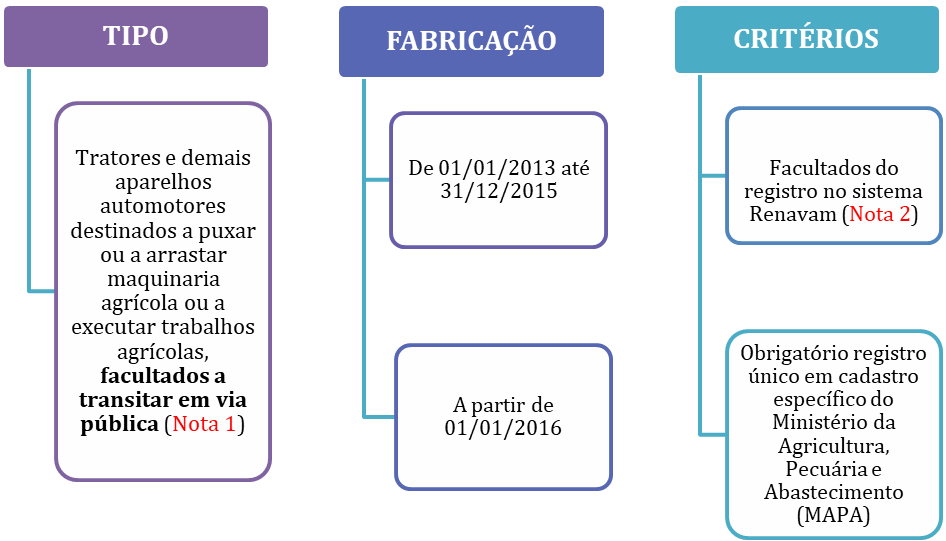 TIPO
Tratores e demais
aparelhos
automotores
destinados a puxar
ou a arrastar
maquinaria
agrícola ou a
executar trabalhos
agrícolas,
facultados a
transitar em via
pública (Nota 1)
FABRICAÇÃO
De 01/01/2013 até
31/12/2015
A partir de
01/01/2016
CRITÉRIOS
Facultados do
registro no sistema
Renavam (Nota 2)
Obrigatório registro
único em cadastro
específico do
Ministério da
Agricultura,
Pecuária e
Abastecimento
(MAPA)